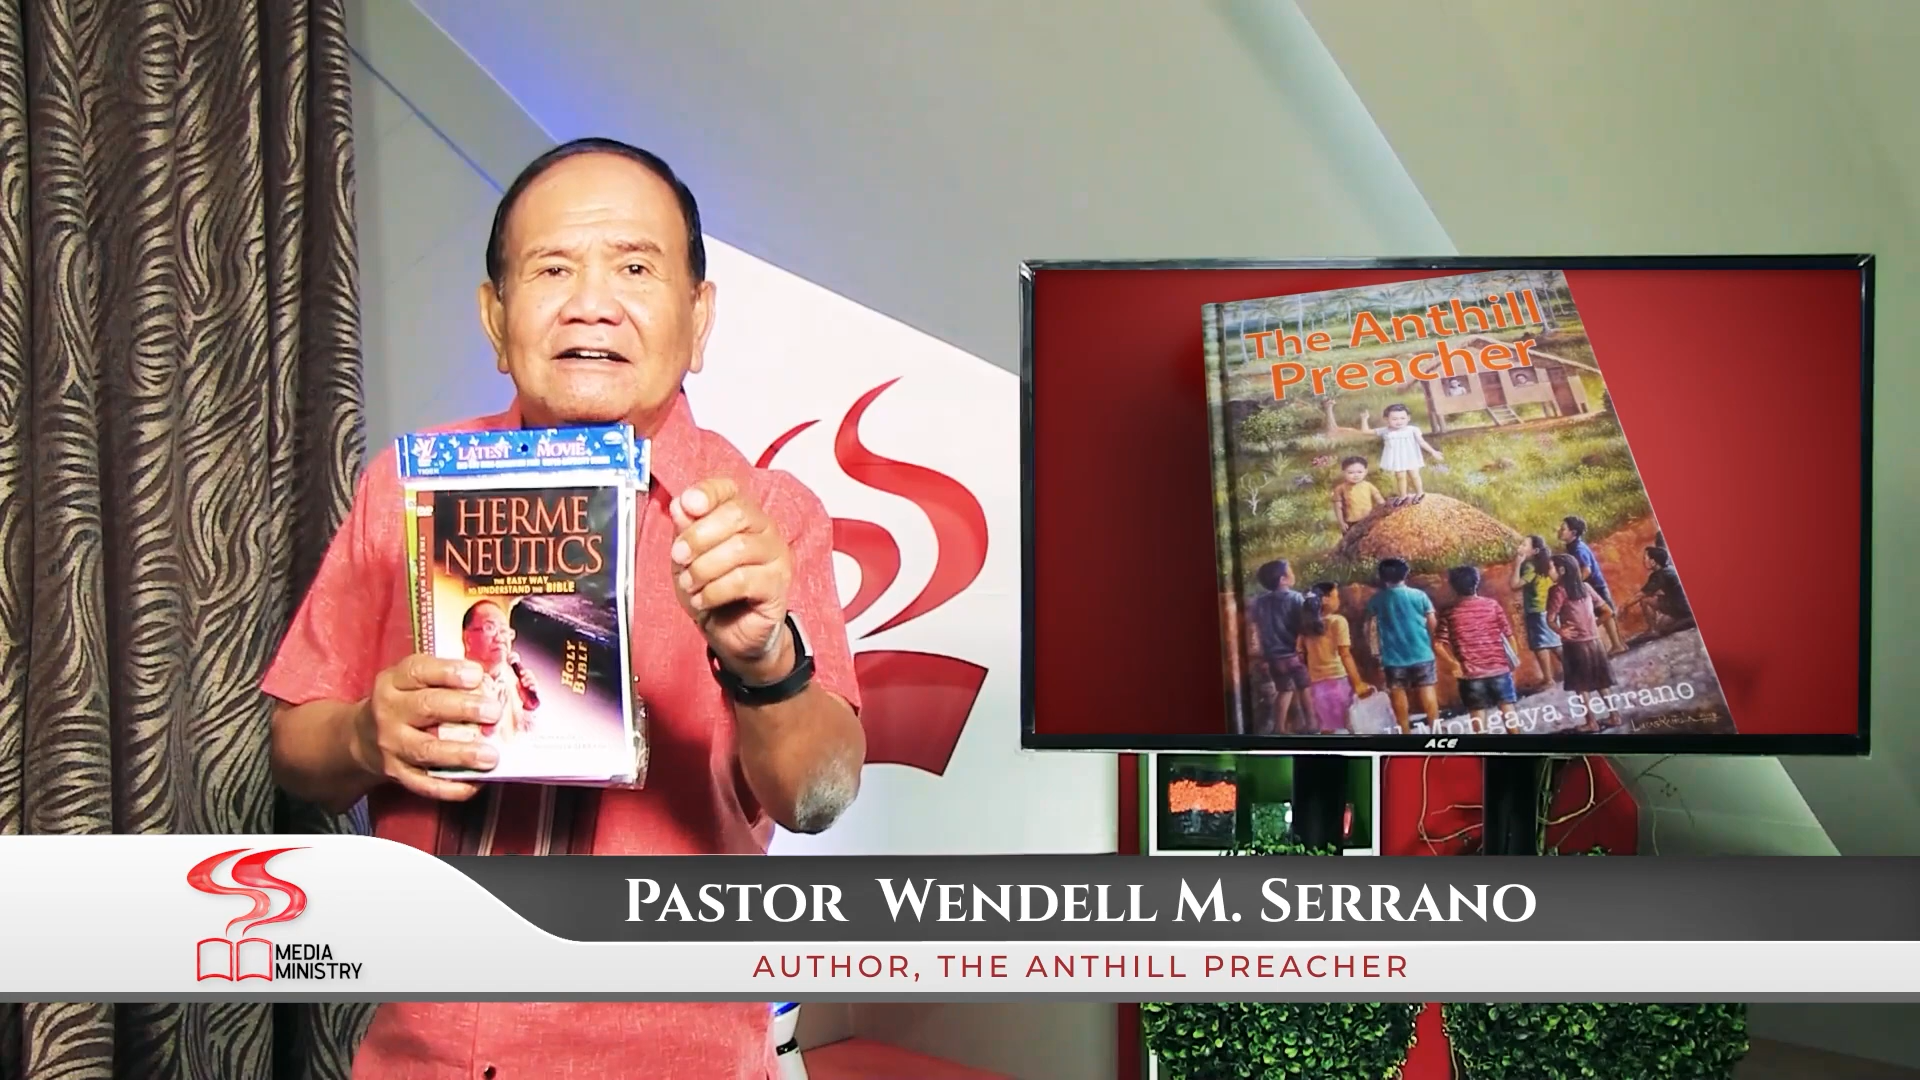 LATEST MOVIE
HERME
NEUTICS
THE EASY WAY
TO UNDERSTAND THE BIBLE
HOLY
BIBLE
The Anthill
Preacher
Mongaya Serrano
ACE
PASTOR WENDELL M. SERRANO
AUTHOR, THE ANTHILL PREACHER
MEDIA
MINISTRY